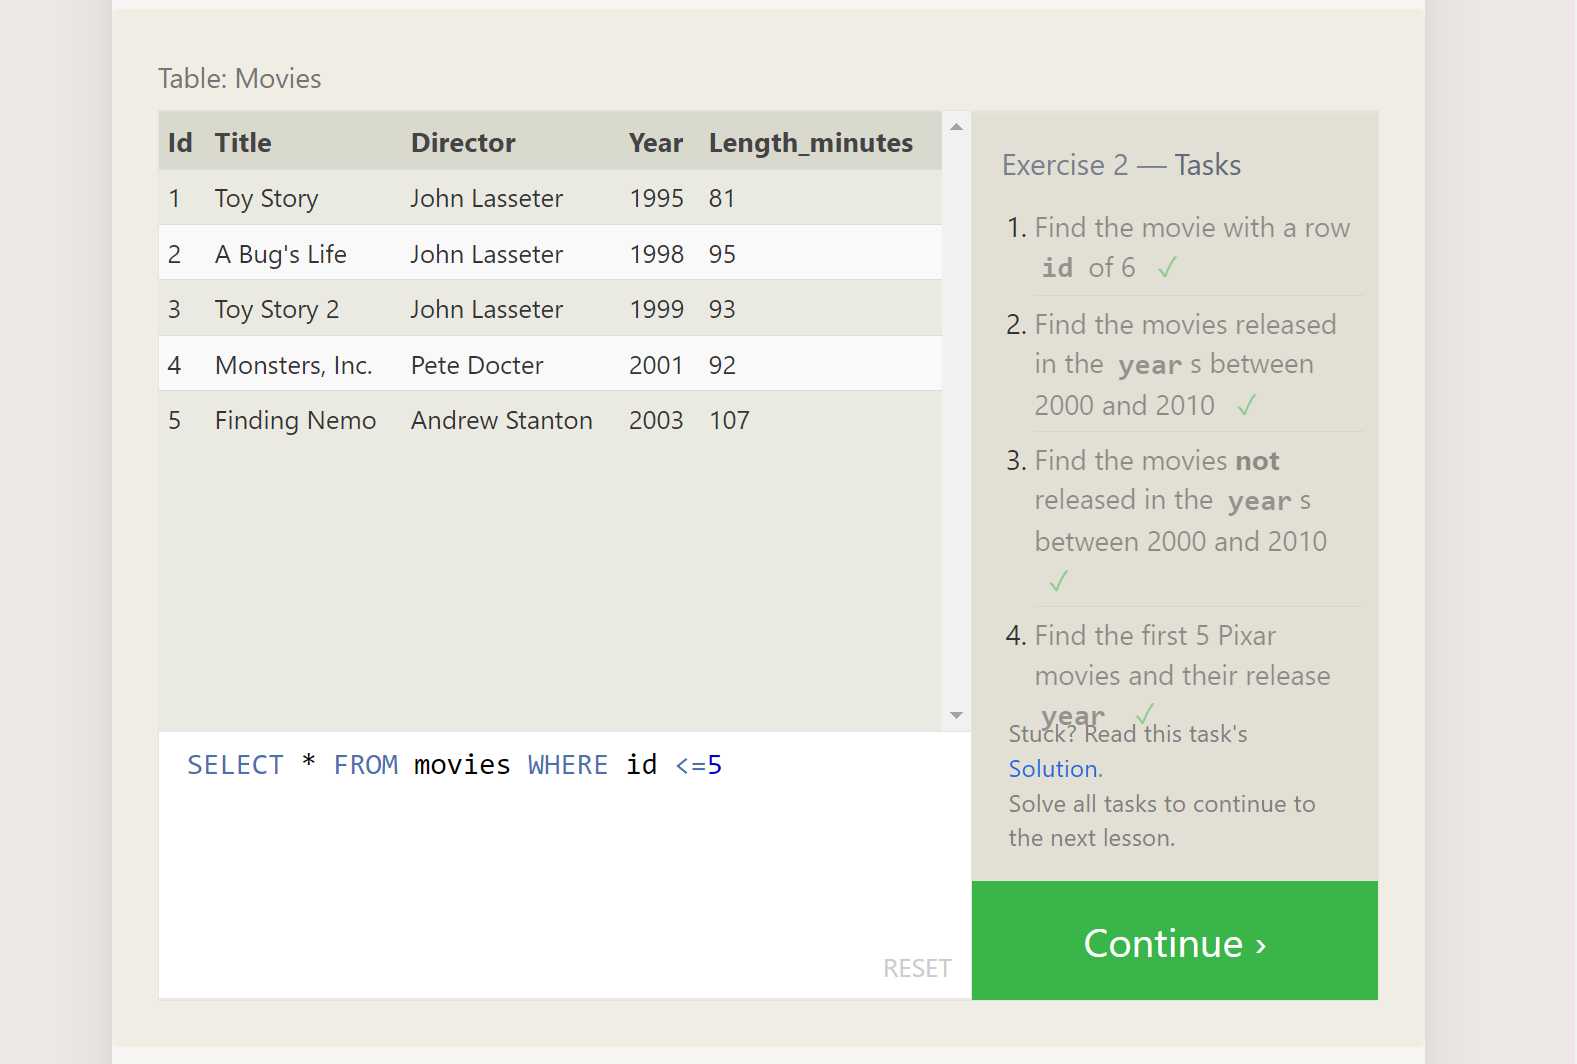 Table: Movies
Id Title Director Year Length_minutes
1 Toy Story John Lasseter 1995 81
2 A Bug's Life John Lasseter 1998 95
3 Toy Story 2 John Lasseter 1999 93
4 Monsters, Inc. Pete Docter 2001 92
5 Finding Nemo Andrew Stanton 2003 107
SELECT * FROM movies WHERE id <=5
RESET
Exercise 2 — Tasks
1. Find the movie with a row
id of 6 ✓
2. Find the movies released
in the year s between
2000 and 2010 ✓
3. Find the movies not
released in the year s
between 2000 and 2010
✓
4. Find the first 5 Pixar
movies and their release
year ✓
Stuck? Read this task's
Solution.
Solve all tasks to continue to
the next lesson.
Continue ›